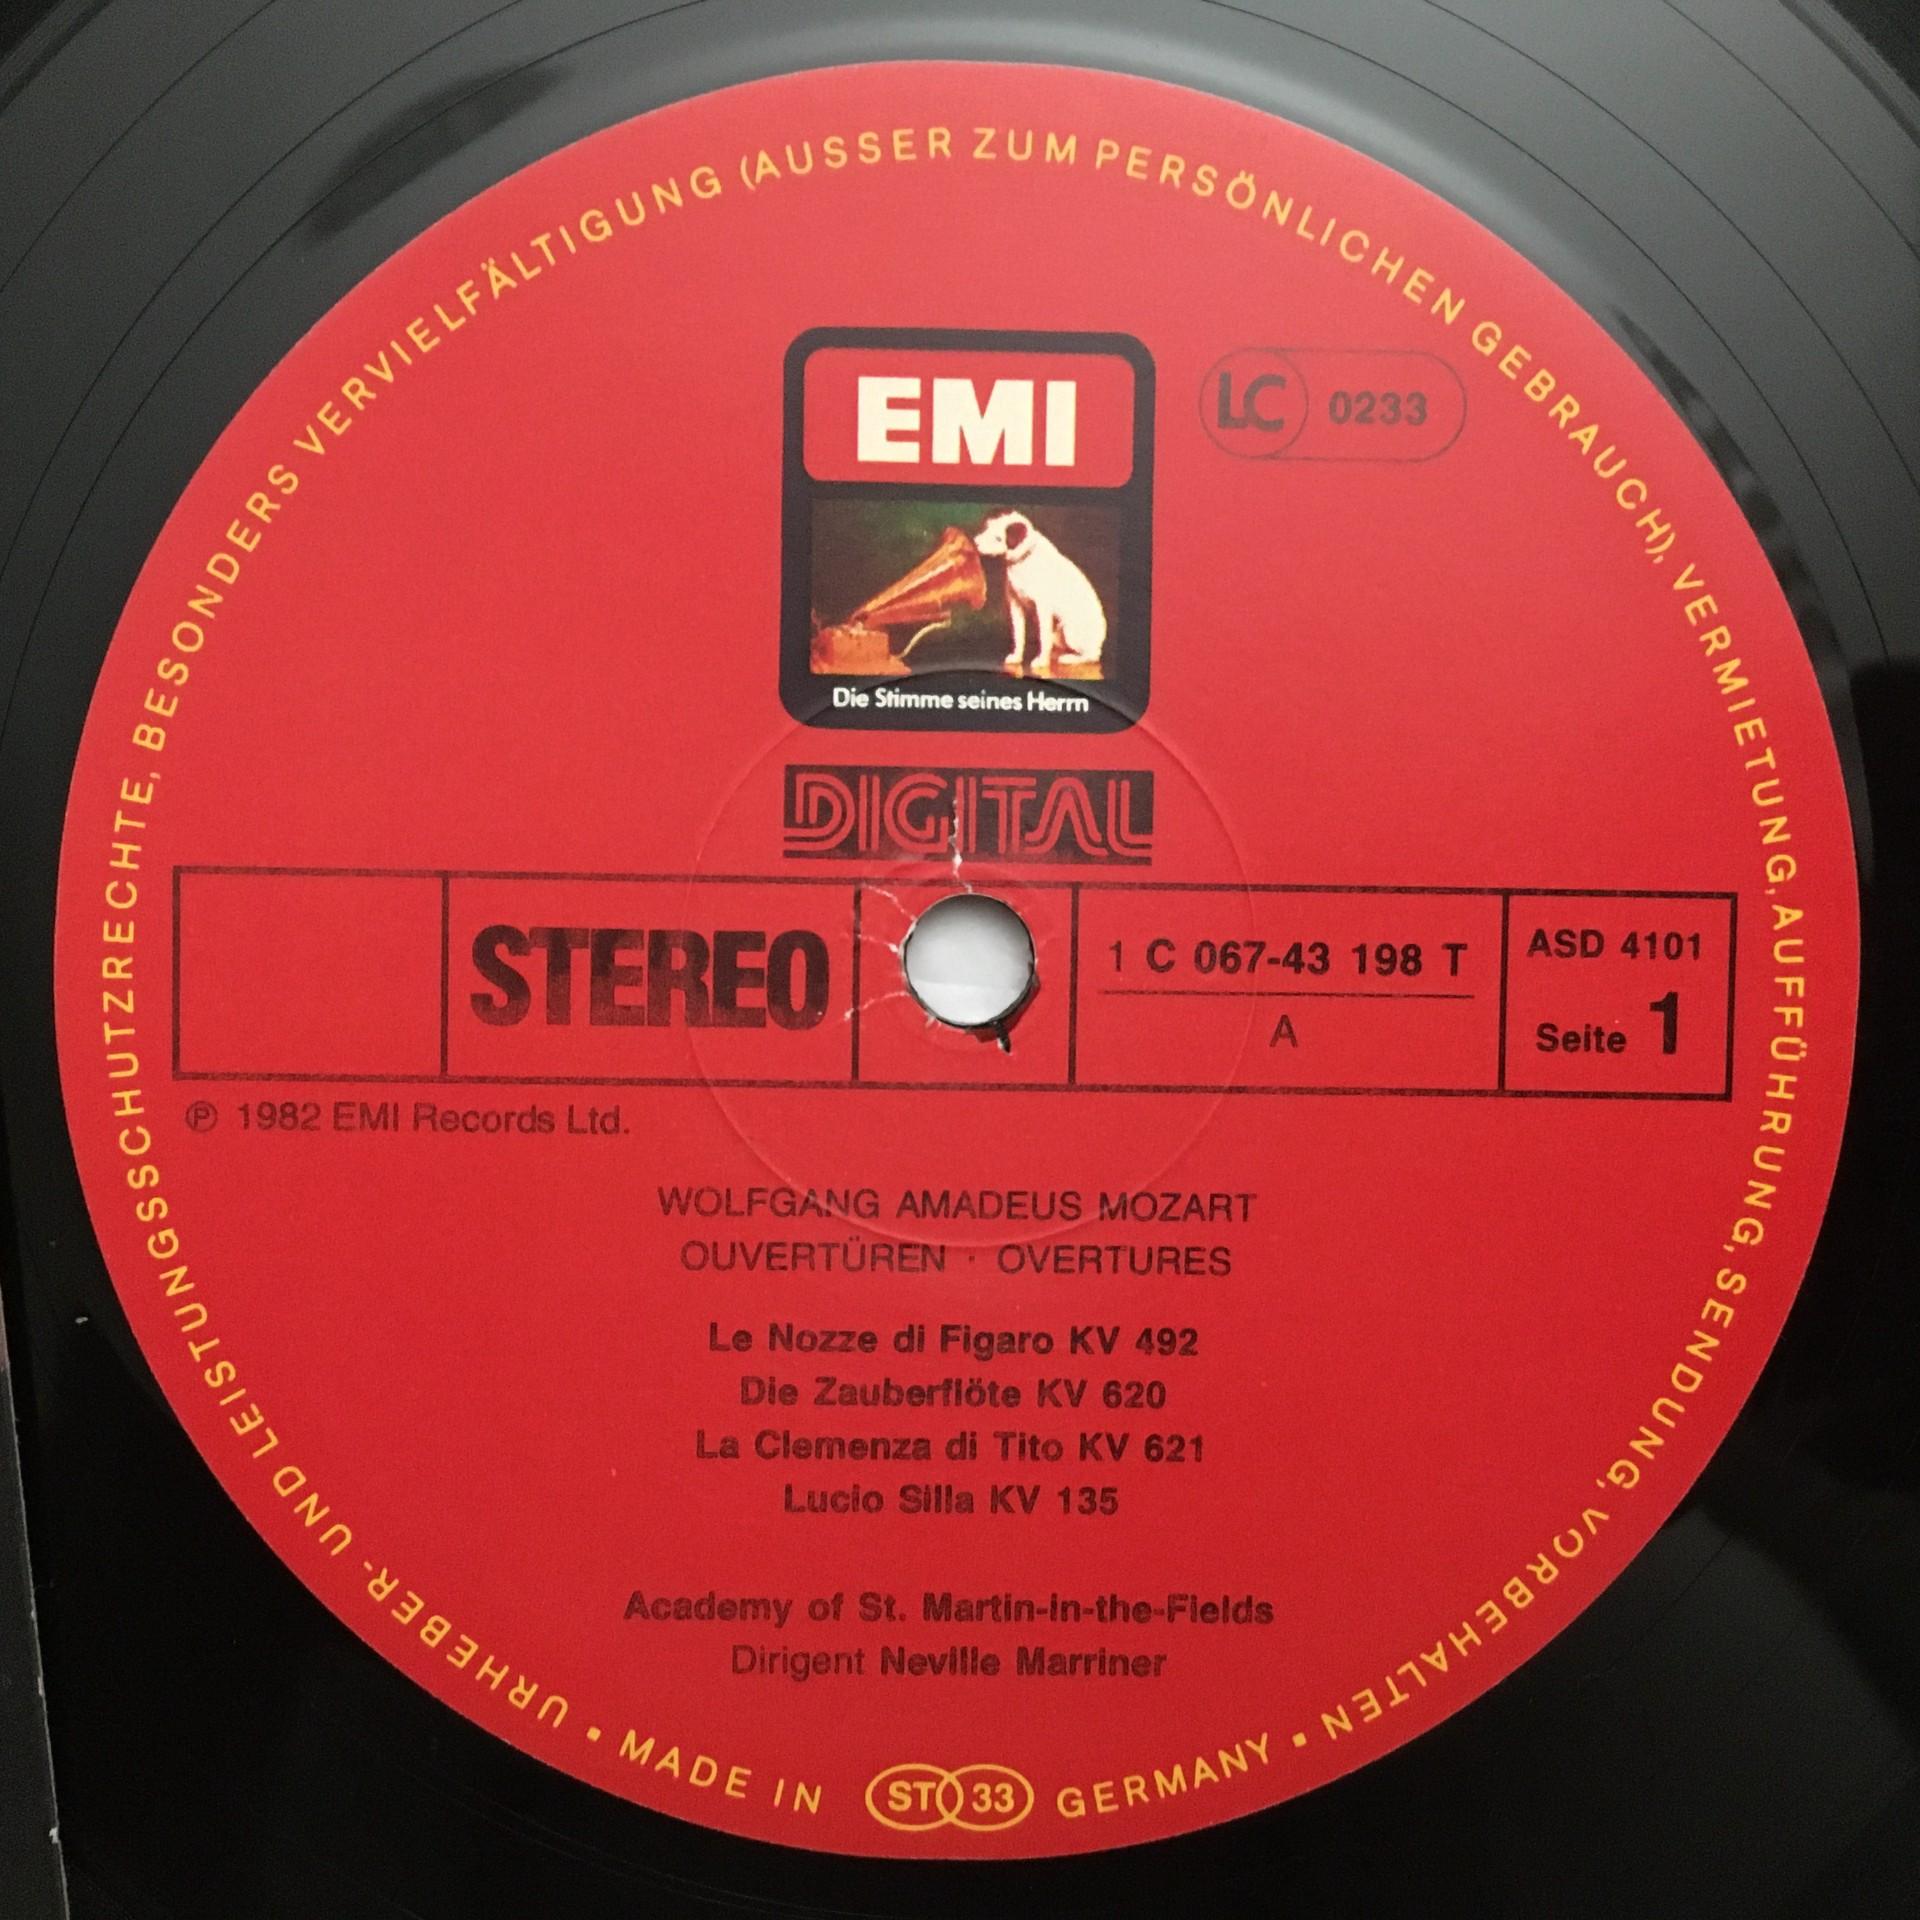 URHEBER- UND LEISTUNGSSCHUTZRECHTE, BESONDERS VERVIELFÄLTIGUNG (AUSSER ZUM PERSÖNLICHEN GEBRAUCH), VERMIETUNG, AUFFÜHRUNG, SENDUNG, VORBEHALTEN •
EMI
LC 0233
Die Stimme seines Herrn
DIGITAL
STEREO
1 C 067-43 198 T
A
ASD 4101
Seite 1
℗ 1982 EMI Records Ltd.
WOLFGANG AMADEUS MOZART
OUVERTÜREN · OVERTURES
Le Nozze di Figaro KV 492
Die Zauberflöte KV 620
La Clemenza di Tito KV 621
Lucio Silla KV 135
Academy of St. Martin-in-the-Fields
Dirigent Neville Marriner
• MADE IN ST 33 GERMANY